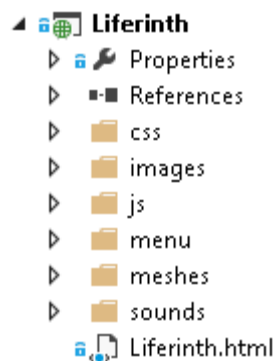 Liferinth
Properties
References
css
images
js
menu
meshes
sounds
Liferinth.html